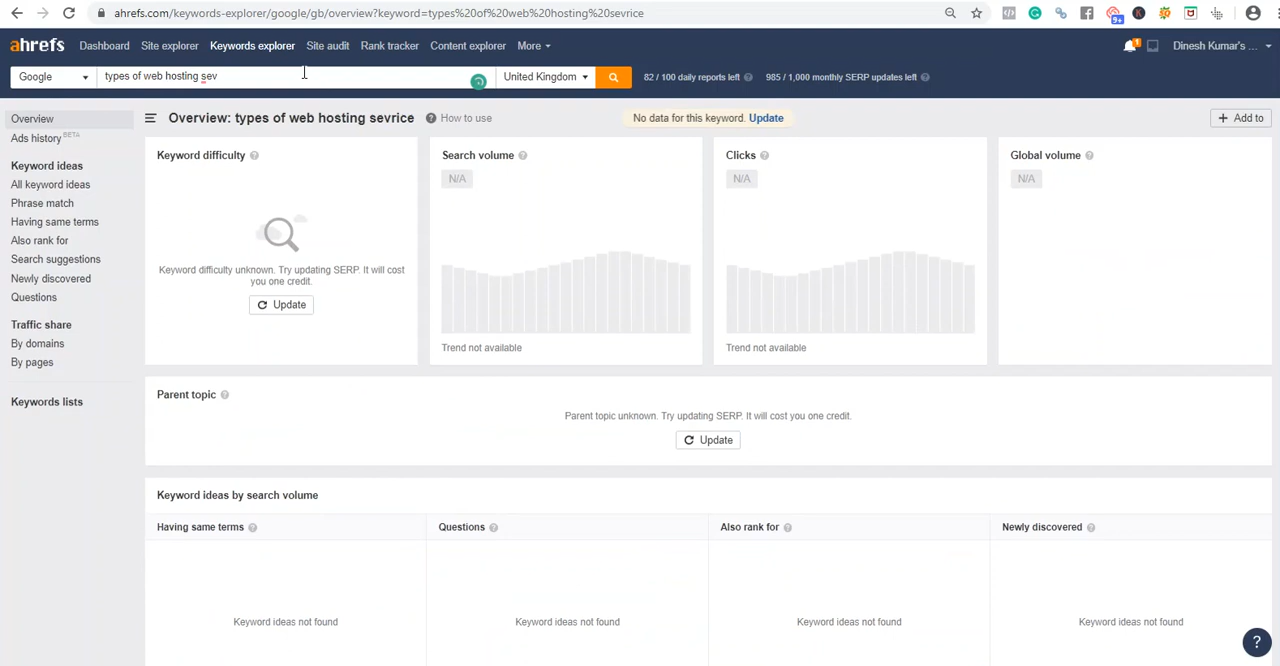 ahrefs.com/keywords-explorer/google/gb/overview?keyword=types%20of%20web%20hosting%20sevrice
9+
ahrefs Dashboard Site explorer Keywords explorer Site audit Rank tracker Content explorer More
1 Dinesh Kumar's ...
Google types of web hosting sev United Kingdom 82 / 100 daily reports left ? 985 / 1,000 monthly SERP updates left ?
Overview
Ads history BETA
Keyword ideas
All keyword ideas
Phrase match
Having same terms
Also rank for
Search suggestions
Newly discovered
Questions
Traffic share
By domains
By pages
Keywords lists
Overview: types of web hosting sevrice ? How to use No data for this keyword. Update + Add to
Keyword difficulty ?
Keyword difficulty unknown. Try updating SERP. It will cost
you one credit.
Update
Search volume ?
N/A
Trend not available
Clicks ?
N/A
Trend not available
Global volume ?
N/A
Parent topic ?
Parent topic unknown. Try updating SERP. It will cost you one credit.
Update
Keyword ideas by search volume
Having same terms ? Questions ? Also rank for ? Newly discovered ?
Keyword ideas not found Keyword ideas not found Keyword ideas not found Keyword ideas not found
?